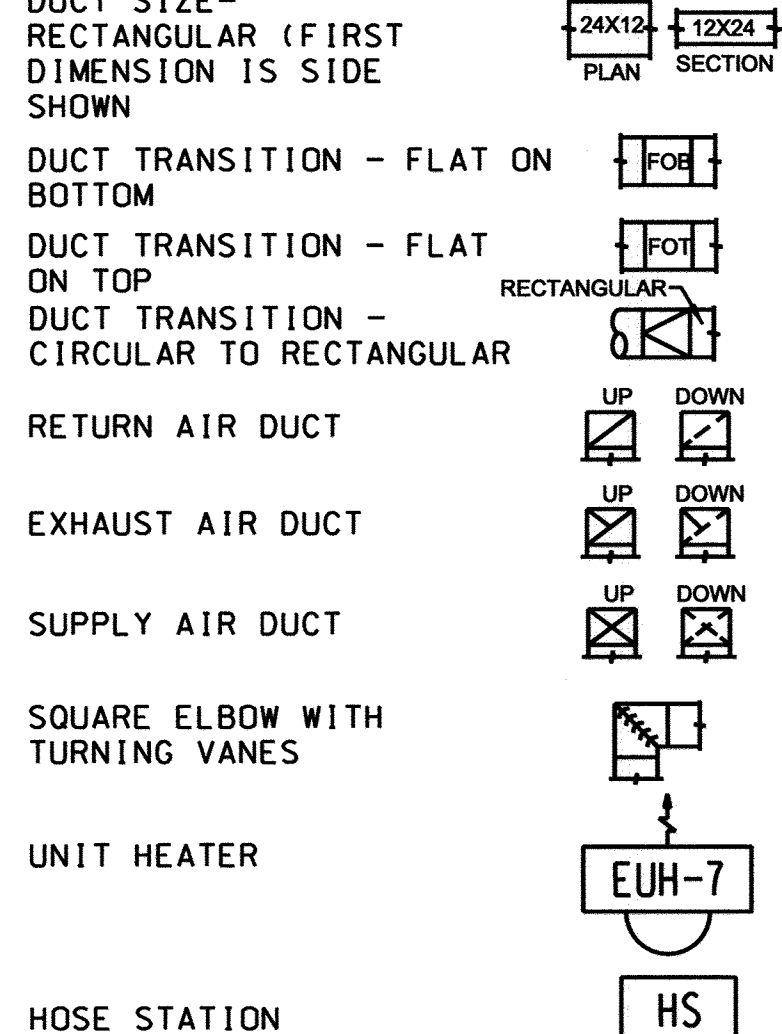 DUCT SIZE-
RECTANGULAR (FIRST
DIMENSION IS SIDE
SHOWN
24X12
PLAN
12X24
SECTION
DUCT TRANSITION - FLAT ON
BOTTOM
FOB
DUCT TRANSITION - FLAT
ON TOP
FOT
RECTANGULAR
DUCT TRANSITION -
CIRCULAR TO RECTANGULAR
RETURN AIR DUCT
UP DOWN
EXHAUST AIR DUCT
UP DOWN
SUPPLY AIR DUCT
UP DOWN
SQUARE ELBOW WITH
TURNING VANES
UNIT HEATER
EUH-7
HOSE STATION
HS